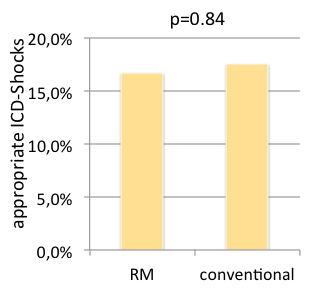 p=0.84
appropriate ICD-Shocks
20,0%
15,0%
10,0%
5,0%
0,0%
RM
conventional